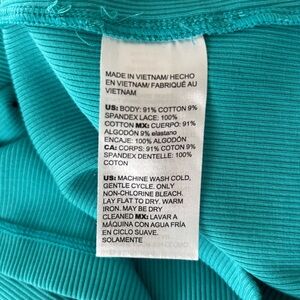 MADE IN VIETNAM/ HECHO
EN VIETNAM/ FABRIQUÉ AU
VIETNAM
US: BODY: 91% COTTON 9%
SPANDEX LACE: 100%
COTTON MX: CUERPO: 91%
ALGODÓN 9% elastano
ENCAJE: 100% ALGODÓN
CA: CORPS: 91% COTON 9%
SPANDEX DENTELLE: 100%
COTON
US: MACHINE WASH COLD,
GENTLE CYCLE. ONLY
NON-CHLORINE BLEACH.
LAY FLAT TO DRY. WARM
IRON. MAY BE DRY
CLEANED MX: LAVAR A
MÁQUINA CON AGUA FRÍA
EN CICLO SUAVE.
SOLAMENTE